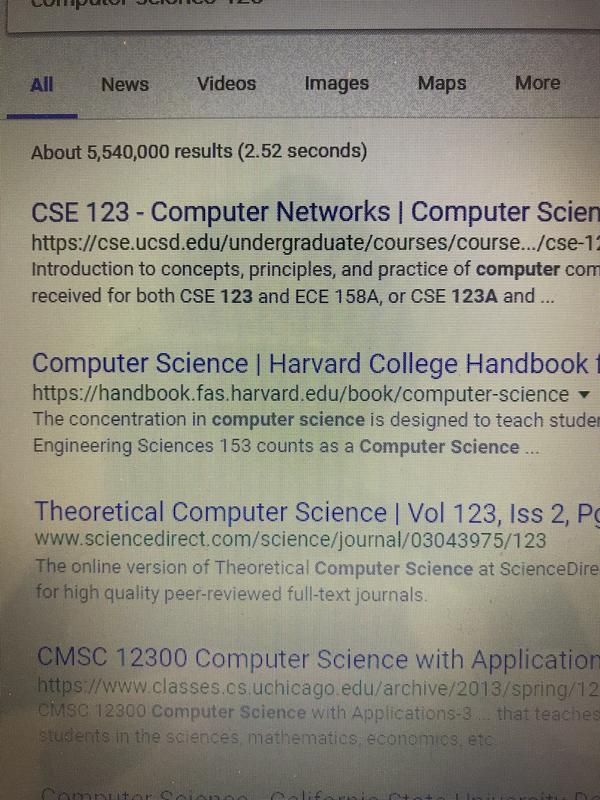 computer science 123
All News Videos Images Maps More
About 5,540,000 results (2.52 seconds)
CSE 123 - Computer Networks | Computer Scien
https://cse.ucsd.edu/undergraduate/courses/course.../cse-12
Introduction to concepts, principles, and practice of computer com
received for both CSE 123 and ECE 158A, or CSE 123A and ...
Computer Science | Harvard College Handbook f
https://handbook.fas.harvard.edu/book/computer-science
The concentration in computer science is designed to teach studen
Engineering Sciences 153 counts as a Computer Science ...
Theoretical Computer Science | Vol 123, Iss 2, Pg
www.sciencedirect.com/science/journal/03043975/123
The online version of Theoretical Computer Science at ScienceDire
for high quality peer-reviewed full-text journals.
CMSC 12300 Computer Science with Application
https://www.classes.cs.uchicago.edu/archive/2013/spring/12
CMSC 12300 Computer Science with Applications-3 ... that teaches
students in the sciences, mathematics, economics, etc.
Computer Science - California State University De